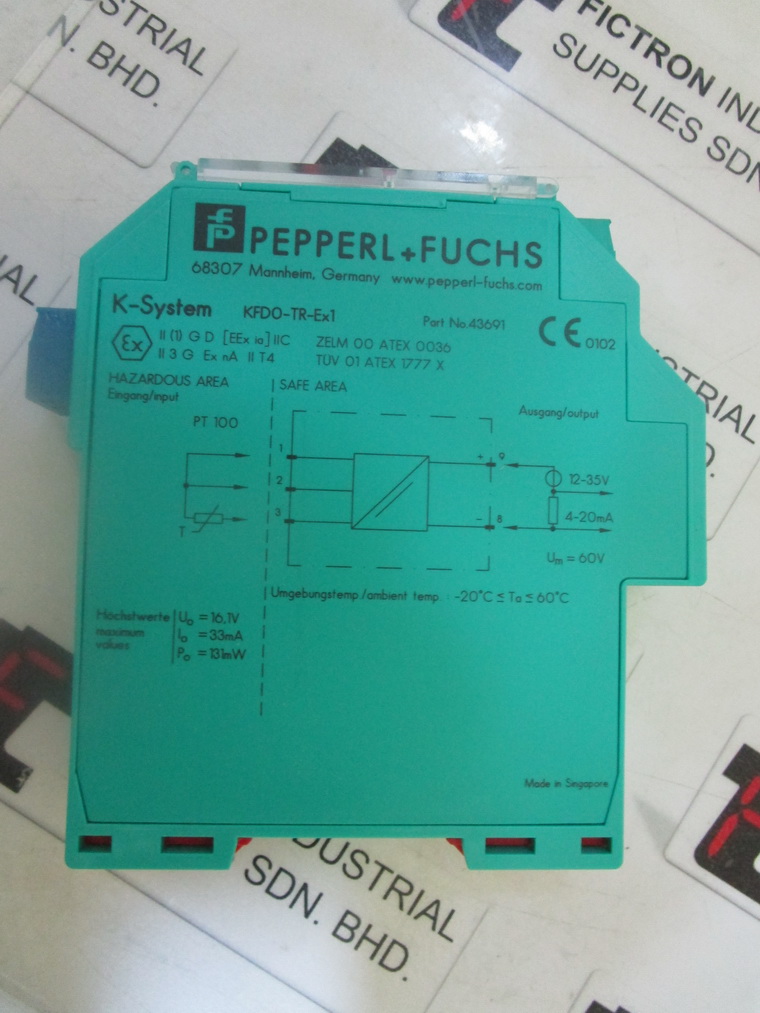 STRIAL
N. BHD.
FICTRON IND
SUPPLIES SDN
PEPPERL+FUCHS
68307 Mannheim, Germany www.pepperl-fuchs.com
K-System KFD0-TR-Ex1 Part No.43691 CE 0102
Ex II (1) G D [EEx ia] IIC ZELM 00 ATEX 0036
II 3 G Ex nA II T4 TÜV 01 ATEX 1777 X
HAZARDOUS AREA SAFE AREA
Eingang/input Ausgang/output
PT 100
1 + 9
2 12-35V
3 - 8 4-20mA
T
Um = 60V
Umgebungstemp./ambient temp. : -20°C ≤ Ta ≤ 60°C
Höchstwerte Uo = 16,1V
maximum Io = 33mA
values Po = 131mW
Made in Singapore
DUSTRIAL
SDN. BHD.
AL
STRIAL
D.